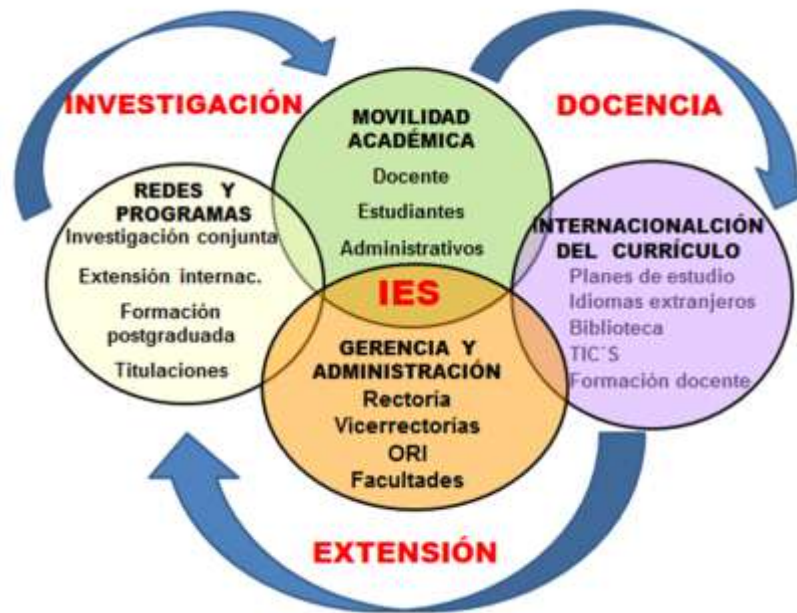 INVESTIGACIÓN
DOCENCIA
MOVILIDAD
ACADÉMICA
Docente
Estudiantes
Administrativos
REDES Y
PROGRAMAS
Investigación conjunta
Extensión internac.
Formación
postgraduada
Titulaciones
INTERNACIONALCIÓN
DEL CURRÍCULO
Planes de estudio
Idiomas extranjeros
Biblioteca
TIC´S
Formación docente
IES
GERENCIA Y
ADMINISTRACIÓN
Rectoría
Vicerrectorías
ORI
Facultades
EXTENSIÓN